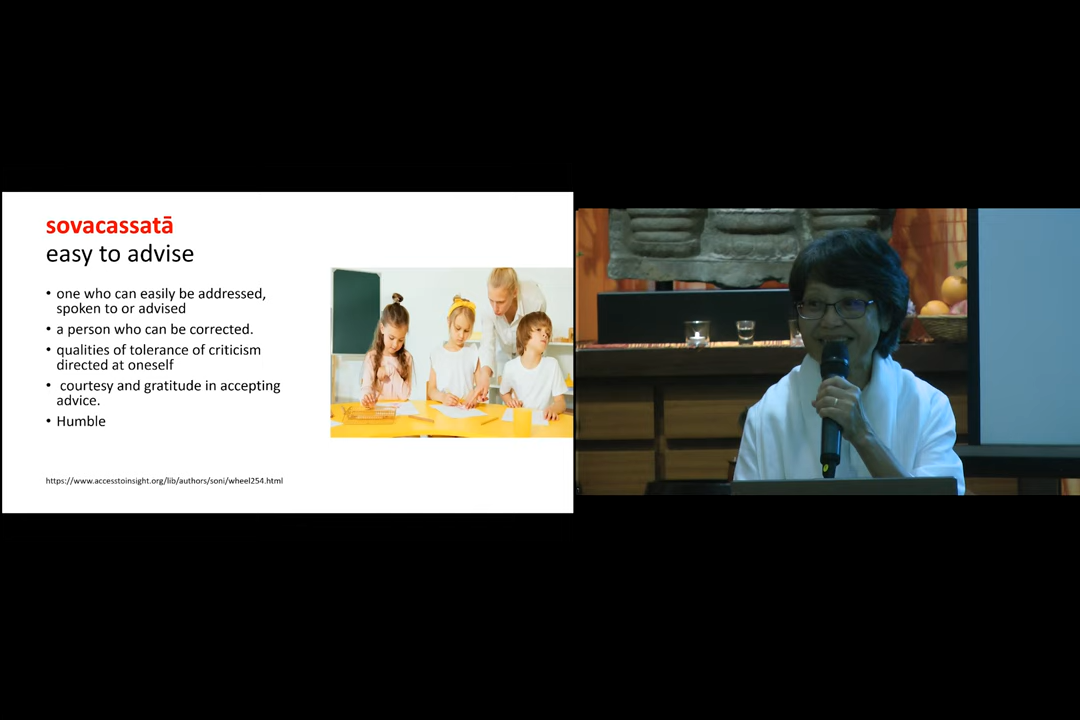 sovacassatā
easy to advise
• one who can easily be addressed,
spoken to or advised
• a person who can be corrected.
• qualities of tolerance of criticism
directed at oneself
• courtesy and gratitude in accepting
advice.
• Humble
https://www.accesstoinsight.org/lib/authors/soni/wheel254.html